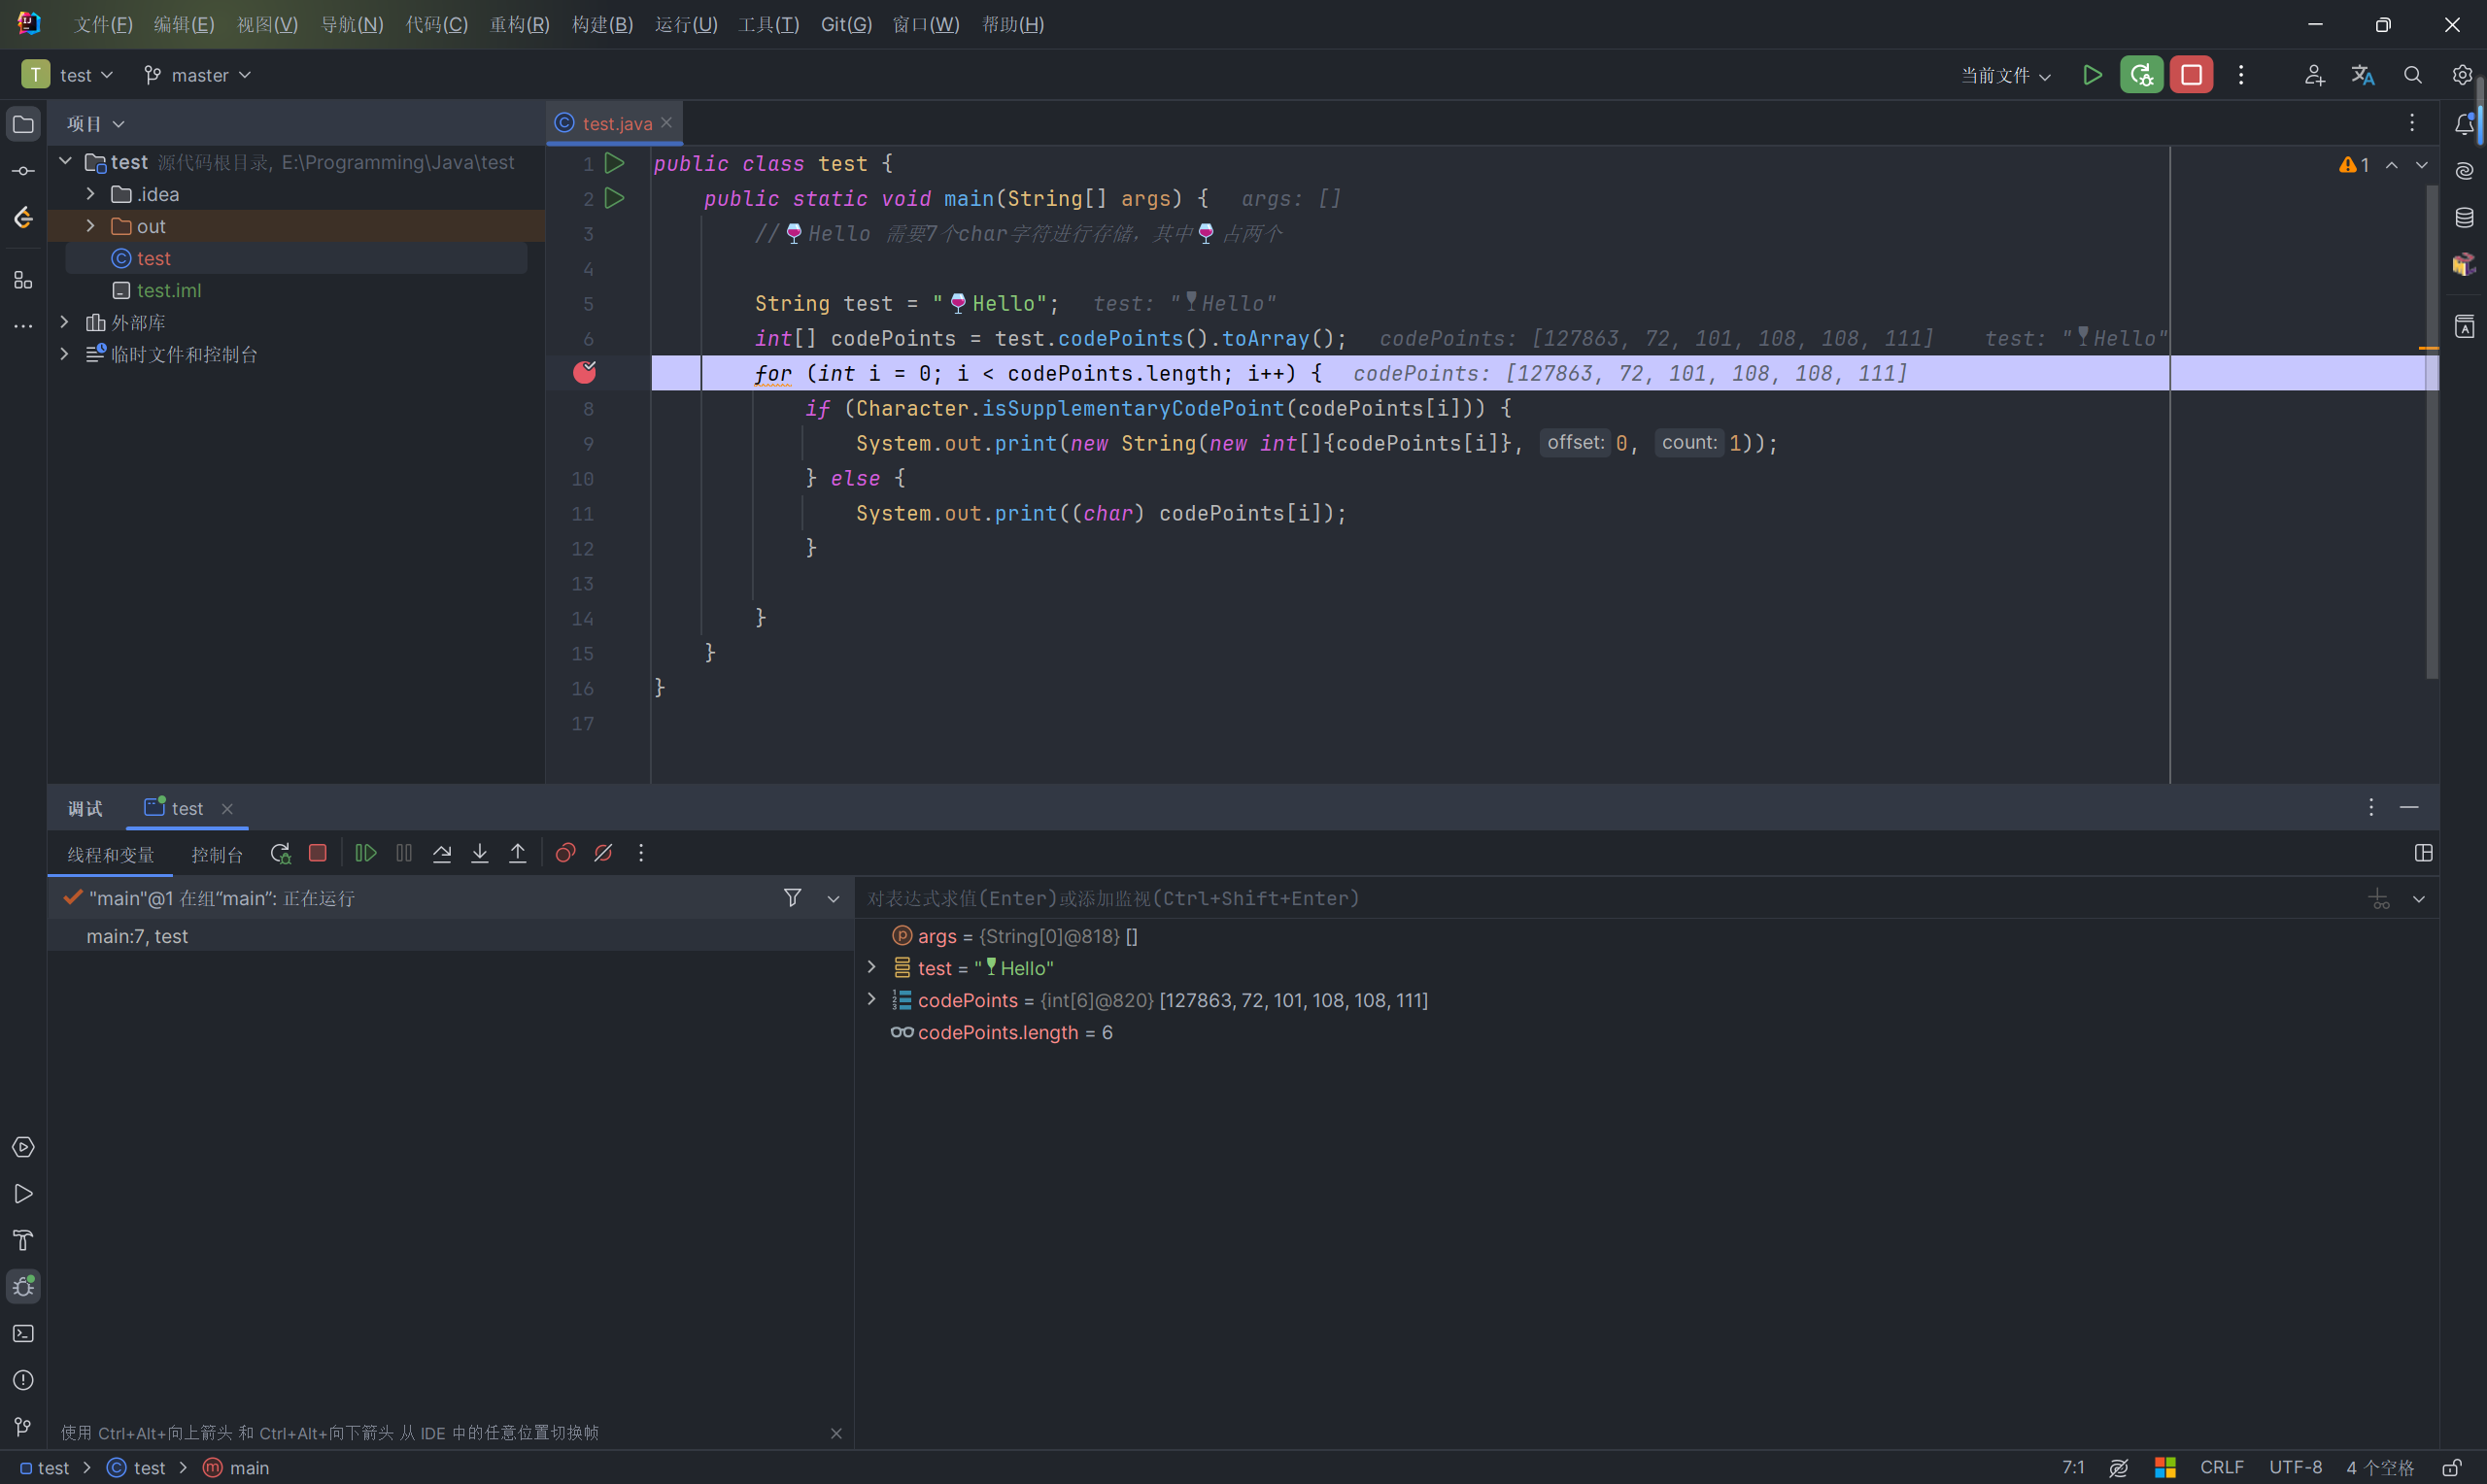 文件(F) 编辑(E) 视图(V) 导航(N) 代码(C) 重构(R) 构建(B) 运行(U) 工具(T) Git(G) 窗口(W) 帮助(H)
T test master 当前文件
项目
test 源代码根目录, E:\Programming\Java\test
.idea
out
test
test.iml
外部库
临时文件和控制台
test.java
1 public class test {
2 public static void main(String[] args) { args: []
3 //🍷Hello 需要7个char字符进行存储，其中🍷占两个
4
5 String test = "🍷Hello"; test: "🍷Hello"
6 int[] codePoints = test.codePoints().toArray(); codePoints: [127863, 72, 101, 108, 108, 111] test: "🍷Hello"
for (int i = 0; i < codePoints.length; i++) { codePoints: [127863, 72, 101, 108, 108, 111]
8 if (Character.isSupplementaryCodePoint(codePoints[i])) {
9 System.out.print(new String(new int[]{codePoints[i]}, offset: 0, count: 1));
10 } else {
11 System.out.print((char) codePoints[i]);
12 }
13
14 }
15 }
16 }
17
1
调试 test
线程和变量 控制台
"main"@1 在组“main”: 正在运行
main:7, test
对表达式求值(Enter)或添加监视(Ctrl+Shift+Enter)
args = {String[0]@818} []
test = "🍷Hello"
codePoints = {int[6]@820} [127863, 72, 101, 108, 108, 111]
codePoints.length = 6
使用 Ctrl+Alt+向上箭头 和 Ctrl+Alt+向下箭头 从 IDE 中的任意位置切换帧
test > test > main
7:1 CRLF UTF-8 4 个空格